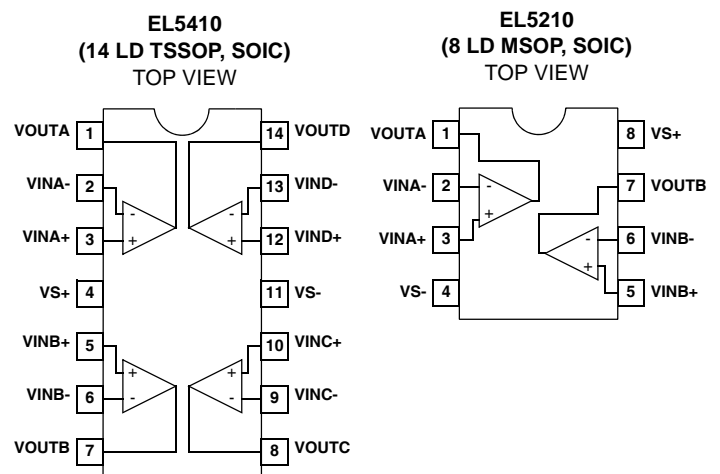 EL5410
(14 LD TSSOP, SOIC)
TOP VIEW
VOUTA 1 14 VOUTD
VINA- 2 - - 13 VIND-
VINA+ 3 + + 12 VIND+
VS+ 4 11 VS-
VINB+ 5 + + 10 VINC+
VINB- 6 - - 9 VINC-
VOUTB 7 8 VOUTC
EL5210
(8 LD MSOP, SOIC)
TOP VIEW
VOUTA 1 8 VS+
VINA- 2 - 7 VOUTB
VINA+ 3 + - 6 VINB-
VS- 4 + 5 VINB+